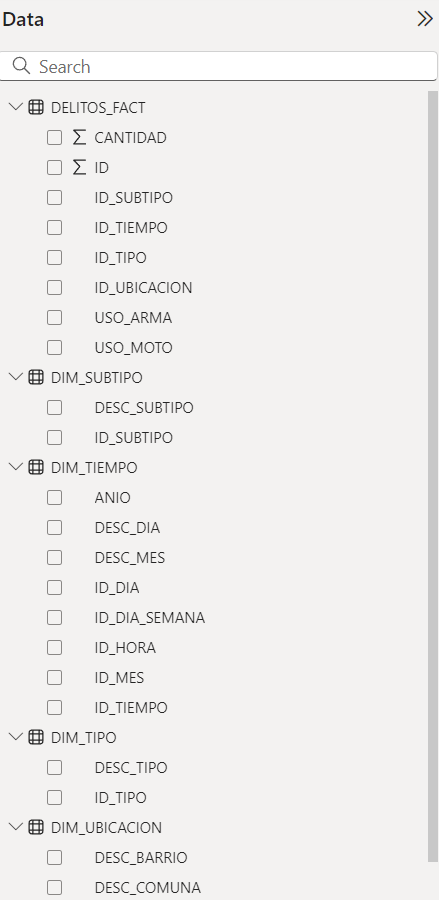 Data
Search
DELITOS_FACT
CANTIDAD
ID
ID_SUBTIPO
ID_TIEMPO
ID_TIPO
ID_UBICACION
USO_ARMA
USO_MOTO
DIM_SUBTIPO
DESC_SUBTIPO
ID_SUBTIPO
DIM_TIEMPO
ANIO
DESC_DIA
DESC_MES
ID_DIA
ID_DIA_SEMANA
ID_HORA
ID_MES
ID_TIEMPO
DIM_TIPO
DESC_TIPO
ID_TIPO
DIM_UBICACION
DESC_BARRIO
DESC_COMUNA